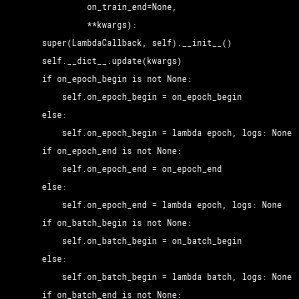 on_train_end=None,
**kwargs):
super(LambdaCallback, self).__init__()
self.__dict__.update(kwargs)
if on_epoch_begin is not None:
self.on_epoch_begin = on_epoch_begin
else:
self.on_epoch_begin = lambda epoch, logs: None
if on_epoch_end is not None:
self.on_epoch_end = on_epoch_end
else:
self.on_epoch_end = lambda epoch, logs: None
if on_batch_begin is not None:
self.on_batch_begin = on_batch_begin
else:
self.on_batch_begin = lambda batch, logs: None
if on_batch_end is not None: